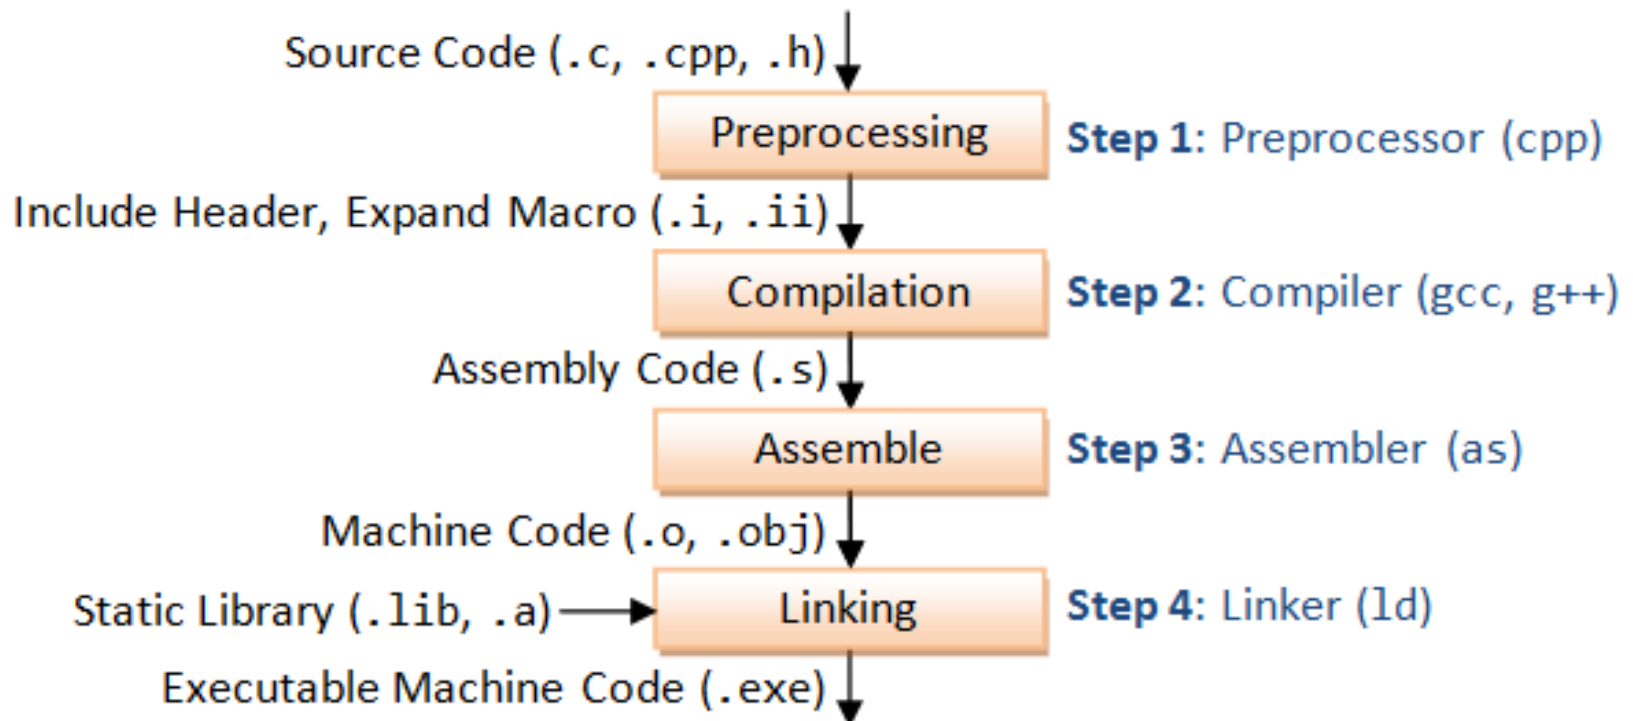 Source Code (.c, .cpp, .h)
Preprocessing
Step 1: Preprocessor (cpp)
Include Header, Expand Macro (.i, .ii)
Compilation
Step 2: Compiler (gcc, g++)
Assembly Code (.s)
Assemble
Step 3: Assembler (as)
Machine Code (.o, .obj)
Static Library (.lib, .a)
Linking
Step 4: Linker (ld)
Executable Machine Code (.exe)